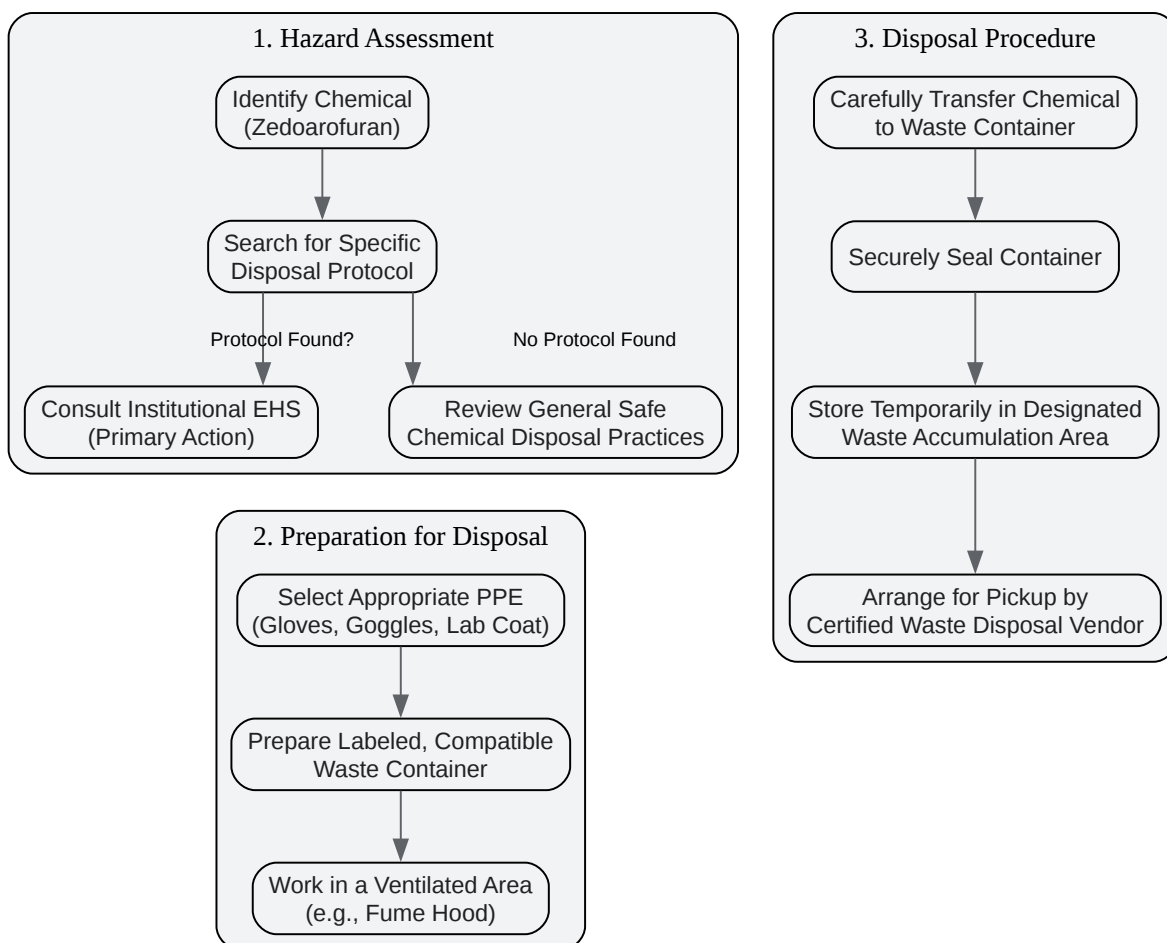 1. Hazard Assessment
Identify Chemical
(Zedoarofuran)
Search for Specific
Disposal Protocol
Protocol Found?
No Protocol Found
Consult Institutional EHS
(Primary Action)
Review General Safe
Chemical Disposal Practices
2. Preparation for Disposal
Select Appropriate PPE
(Gloves, Goggles, Lab Coat)
Prepare Labeled, Compatible
Waste Container
Work in a Ventilated Area
(e.g., Fume Hood)
3. Disposal Procedure
Carefully Transfer Chemical
to Waste Container
Securely Seal Container
Store Temporarily in Designated
Waste Accumulation Area
Arrange for Pickup by
Certified Waste Disposal Vendor